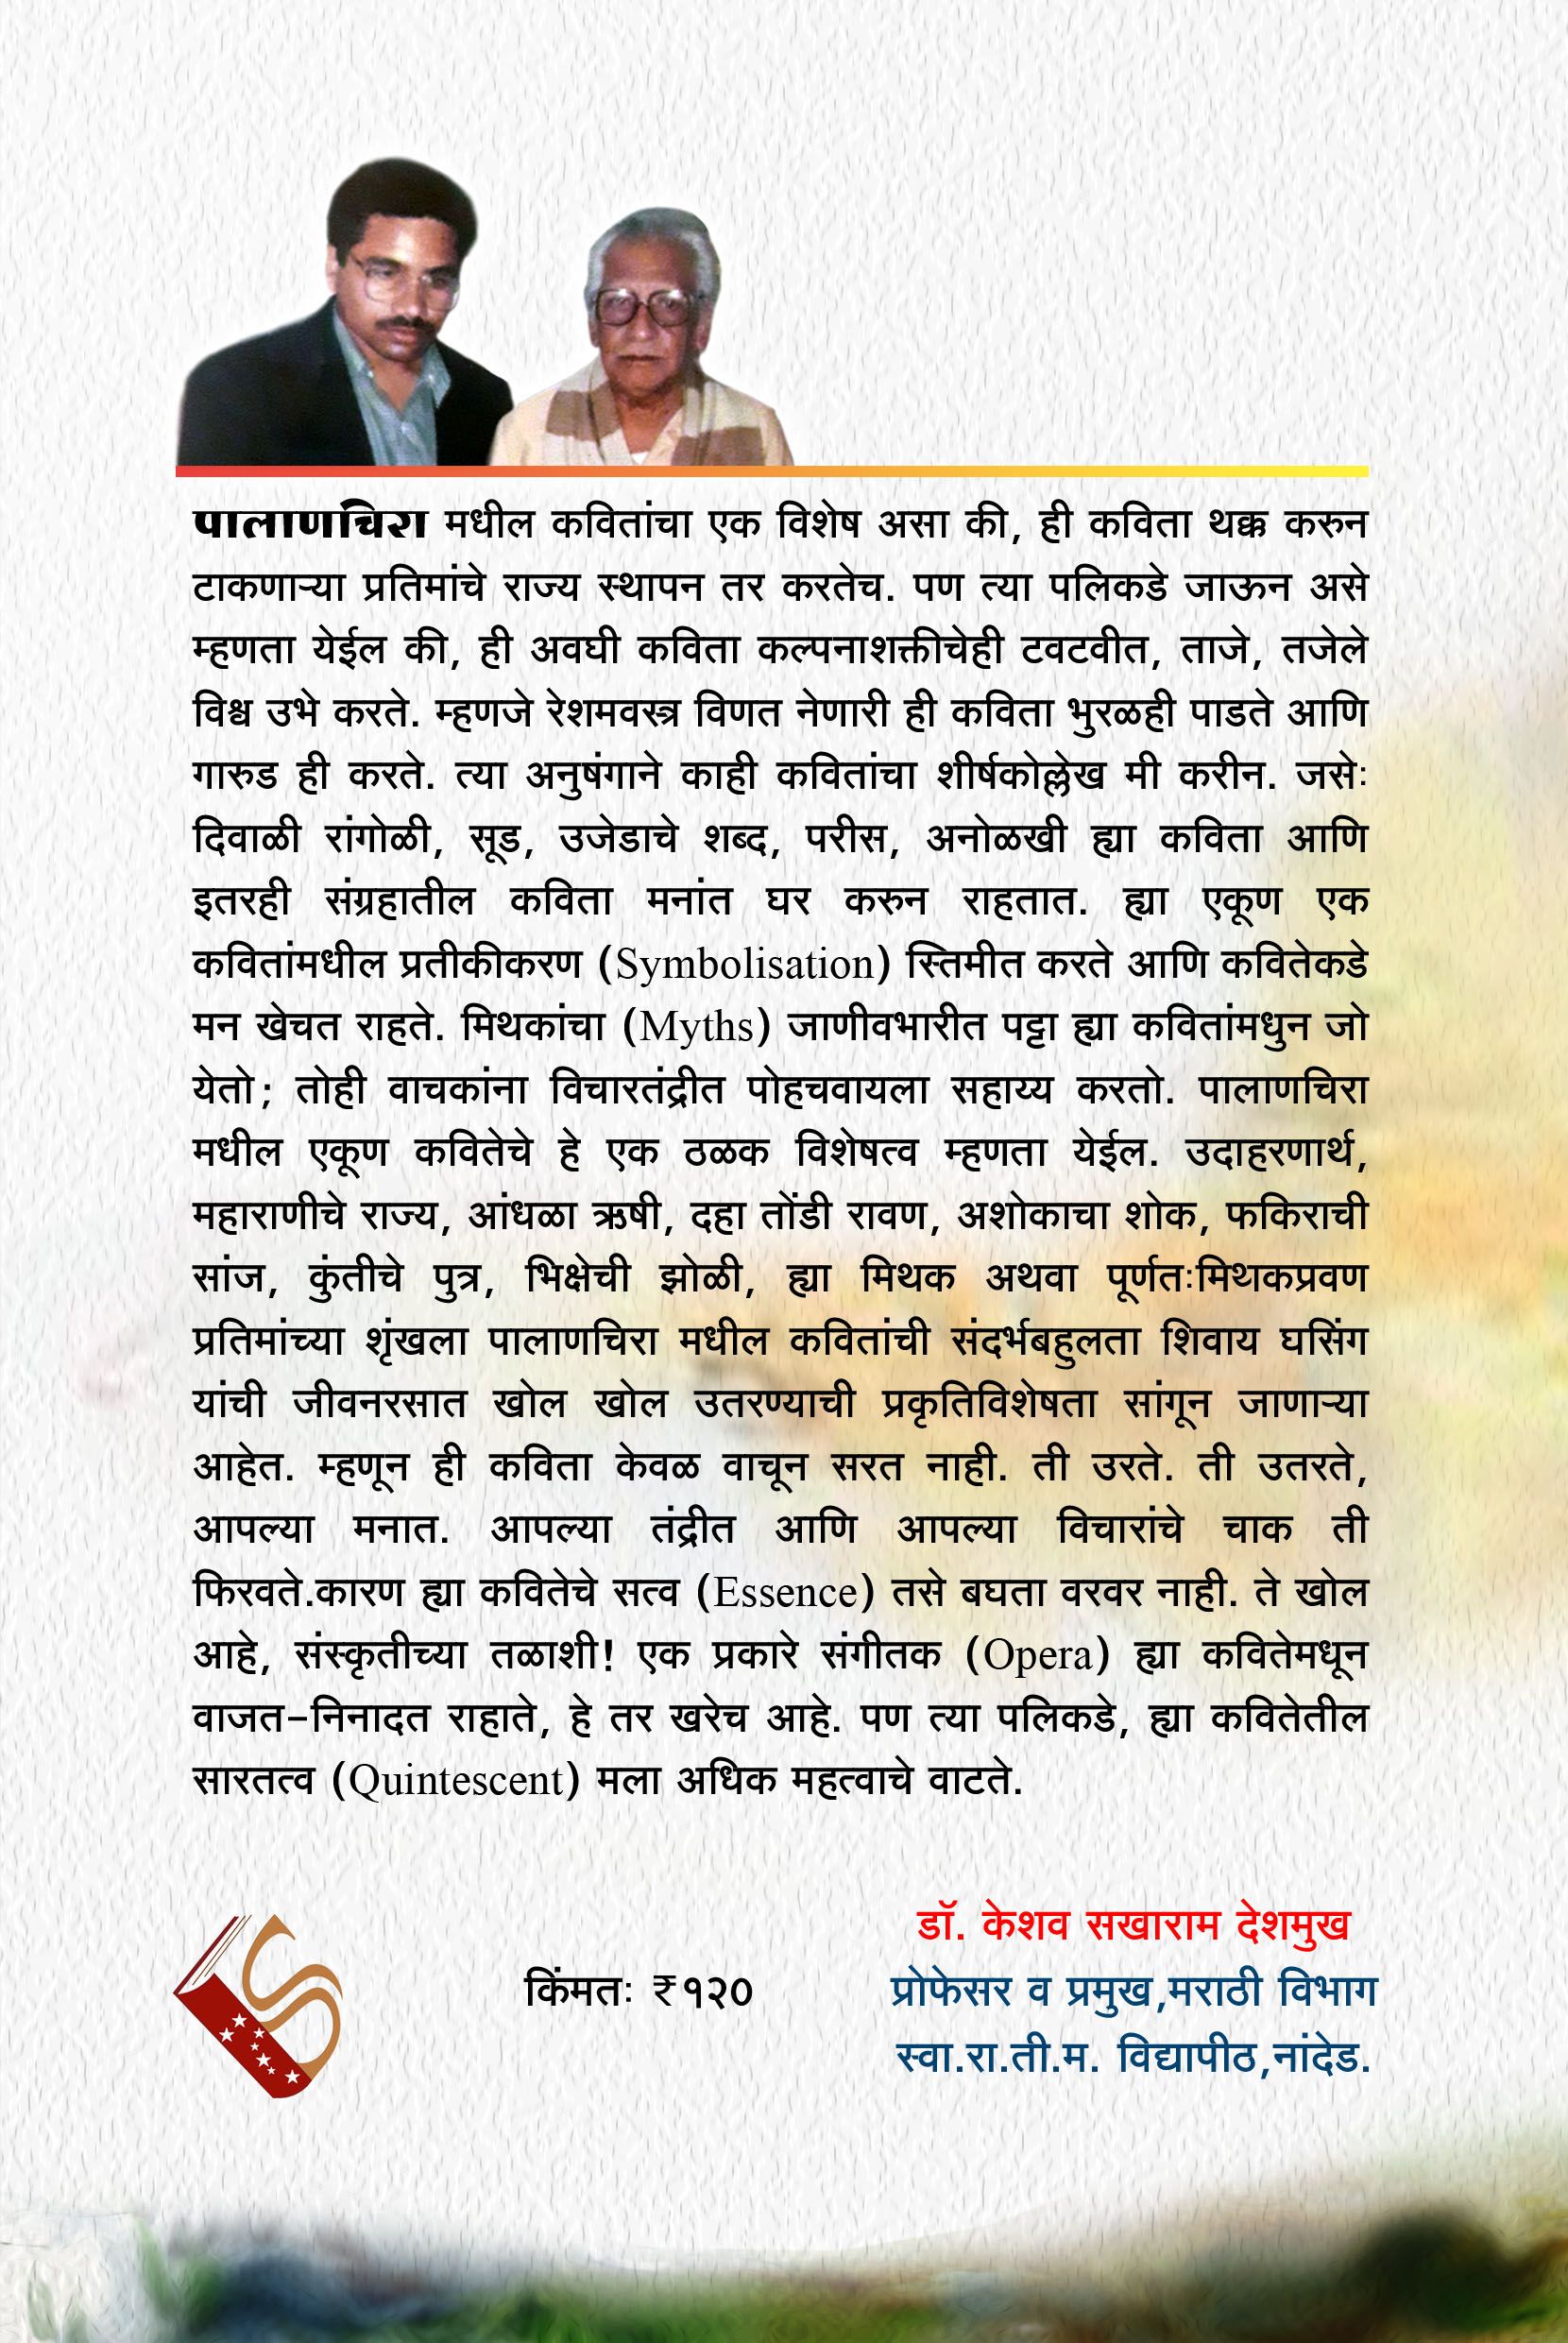 पालाणचिरा मधील कवितांचा एक विशेष असा की, ही कविता थक्क करुन
टाकणाऱ्या प्रतिमांचे राज्य स्थापन तर करतेच. पण त्या पलिकडे जाऊन असे
म्हणता येईल की, ही अवघी कविता कल्पनाशक्तीचेही टवटवीत, ताजे, तजेले
विश्व उभे करते. म्हणजे रेशमवस्त्र विणत नेणारी ही कविता भुरळही पाडते आणि
गारुड ही करते. त्या अनुषंगाने काही कवितांचा शीर्षकोल्लेख मी करीन. जसेः
दिवाळी रांगोळी, सूड, उजेडाचे शब्द, परीस, अनोळखी ह्या कविता आणि
इतरही संग्रहातील कविता मनांत घर करुन राहतात. ह्या एकूण एक
कवितांमधील प्रतीकीकरण (Symbolisation) स्तिमीत करते आणि कवितेकडे
मन खेचत राहते. मिथकांचा (Myths) जाणीवभारीत पट्टा ह्या कवितांमधुन जो
येतो; तोही वाचकांना विचारतंद्रीत पोहचवायला सहाय्य करतो. पालाणचिरा
मधील एकूण कवितेचे हे एक ठळक विशेषत्व म्हणता येईल. उदाहरणार्थ,
महाराणीचे राज्य, आंधळा ऋषी, दहा तोंडी रावण, अशोकाचा शोक, फकिराची
सांज, कुंतीचे पुत्र, भिक्षेची झोळी, ह्या मिथक अथवा पूर्णतःमिथकप्रवण
प्रतिमांच्या शृंखला पालाणचिरा मधील कवितांची संदर्भबहुलता शिवाय घसिंग
यांची जीवनरसात खोल खोल उतरण्याची प्रकृतिविशेषता सांगून जाणाऱ्या
आहेत. म्हणून ही कविता केवळ वाचून सरत नाही. ती उरते. ती उतरते,
आपल्या मनात. आपल्या तंद्रीत आणि आपल्या विचारांचे चाक ती
फिरवते.कारण ह्या कवितेचे सत्व (Essence) तसे बघता वरवर नाही. ते खोल
आहे, संस्कृतीच्या तळाशी! एक प्रकारे संगीतक (Opera) ह्या कवितेमधून
वाजत-निनादत राहाते, हे तर खरेच आहे. पण त्या पलिकडे, ह्या कवितेतील
सारतत्व (Quintescent) मला अधिक महत्वाचे वाटते.
डॉ. केशव सखाराम देशमुख
किंमतः ₹१२० प्रोफेसर व प्रमुख,मराठी विभाग
स्वा.रा.ती.म. विद्यापीठ,नांदेड.